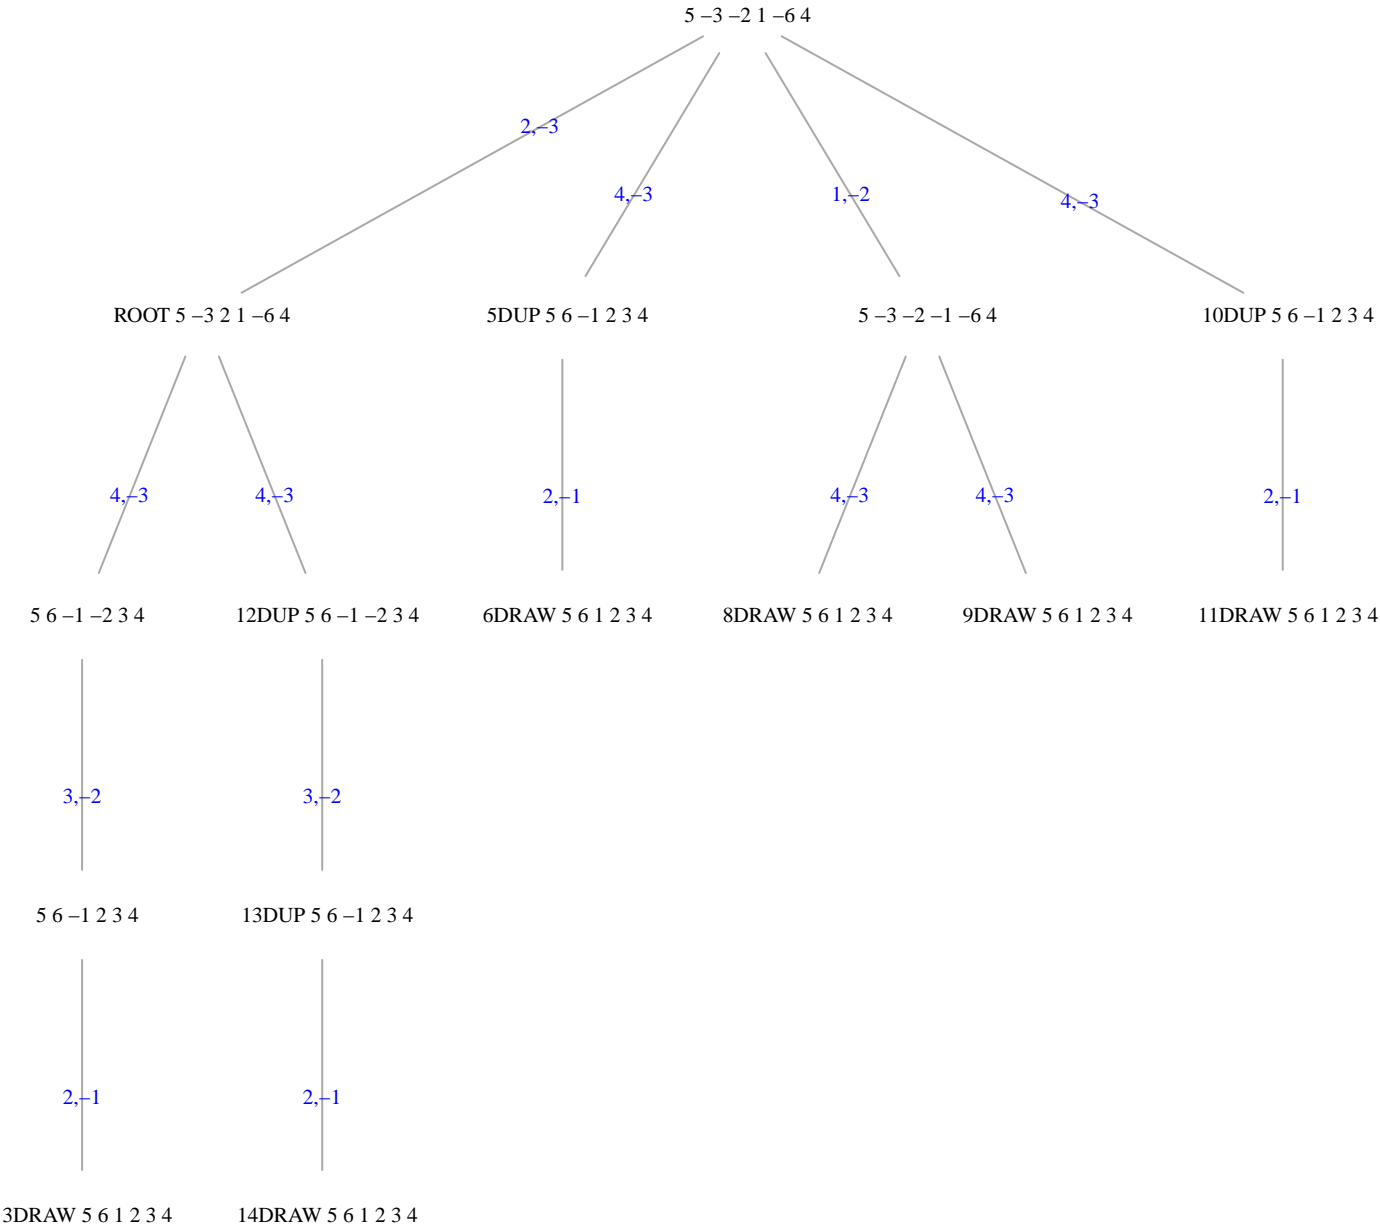 5 –3 –2 1 –6 4
2,–3
4,–3
1,–2
4,–3
ROOT 5 –3 2 1 –6 4
5DUP 5 6 –1 2 3 4
5 –3 –2 –1 –6 4
10DUP 5 6 –1 2 3 4
4,–3
4,–3
2,–1
4,–3
4,–3
2,–1
5 6 –1 –2 3 4
12DUP 5 6 –1 –2 3 4
6DRAW 5 6 1 2 3 4
8DRAW 5 6 1 2 3 4
9DRAW 5 6 1 2 3 4
11DRAW 5 6 1 2 3 4
3,–2
3,–2
5 6 –1 2 3 4
13DUP 5 6 –1 2 3 4
2,–1
2,–1
3DRAW 5 6 1 2 3 4
14DRAW 5 6 1 2 3 4